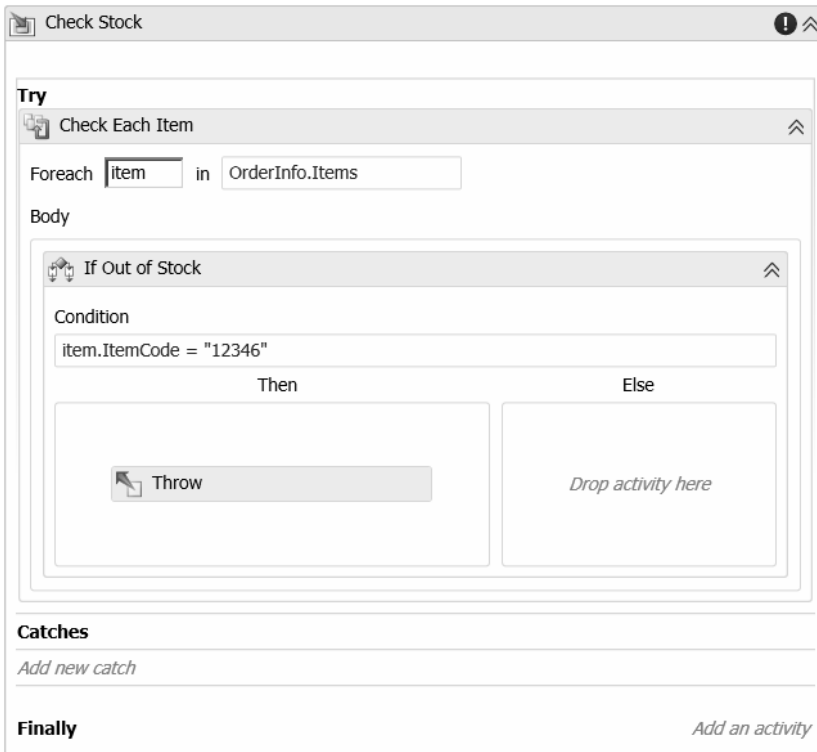 Check Stock
Try
Check Each Item
Foreach item in OrderInfo.Items
Body
If Out of Stock
Condition
item.ItemCode = "12346"
Then Else
Throw Drop activity here
Catches
Add new catch
Finally Add an activity